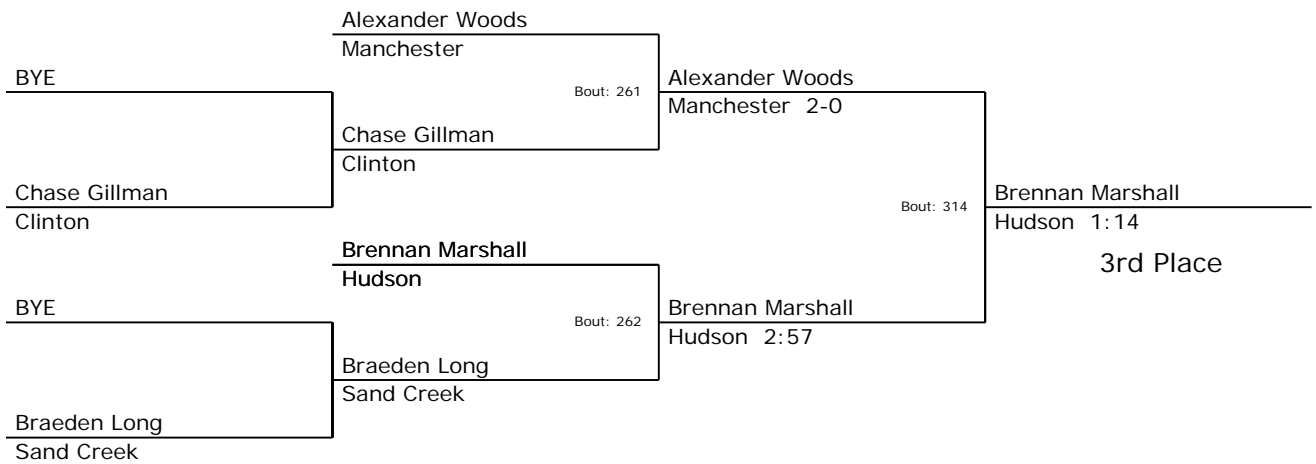 Alexander Woods
Manchester
BYE
Bout: 261
Alexander Woods
Manchester 2-0
Chase Gillman
Clinton
Chase Gillman
Clinton
Bout: 314
Brennan Marshall
Hudson 1:14
3rd Place
Brennan Marshall
Hudson
BYE
Bout: 262
Brennan Marshall
Hudson 2:57
Braeden Long
Sand Creek
Braeden Long
Sand Creek